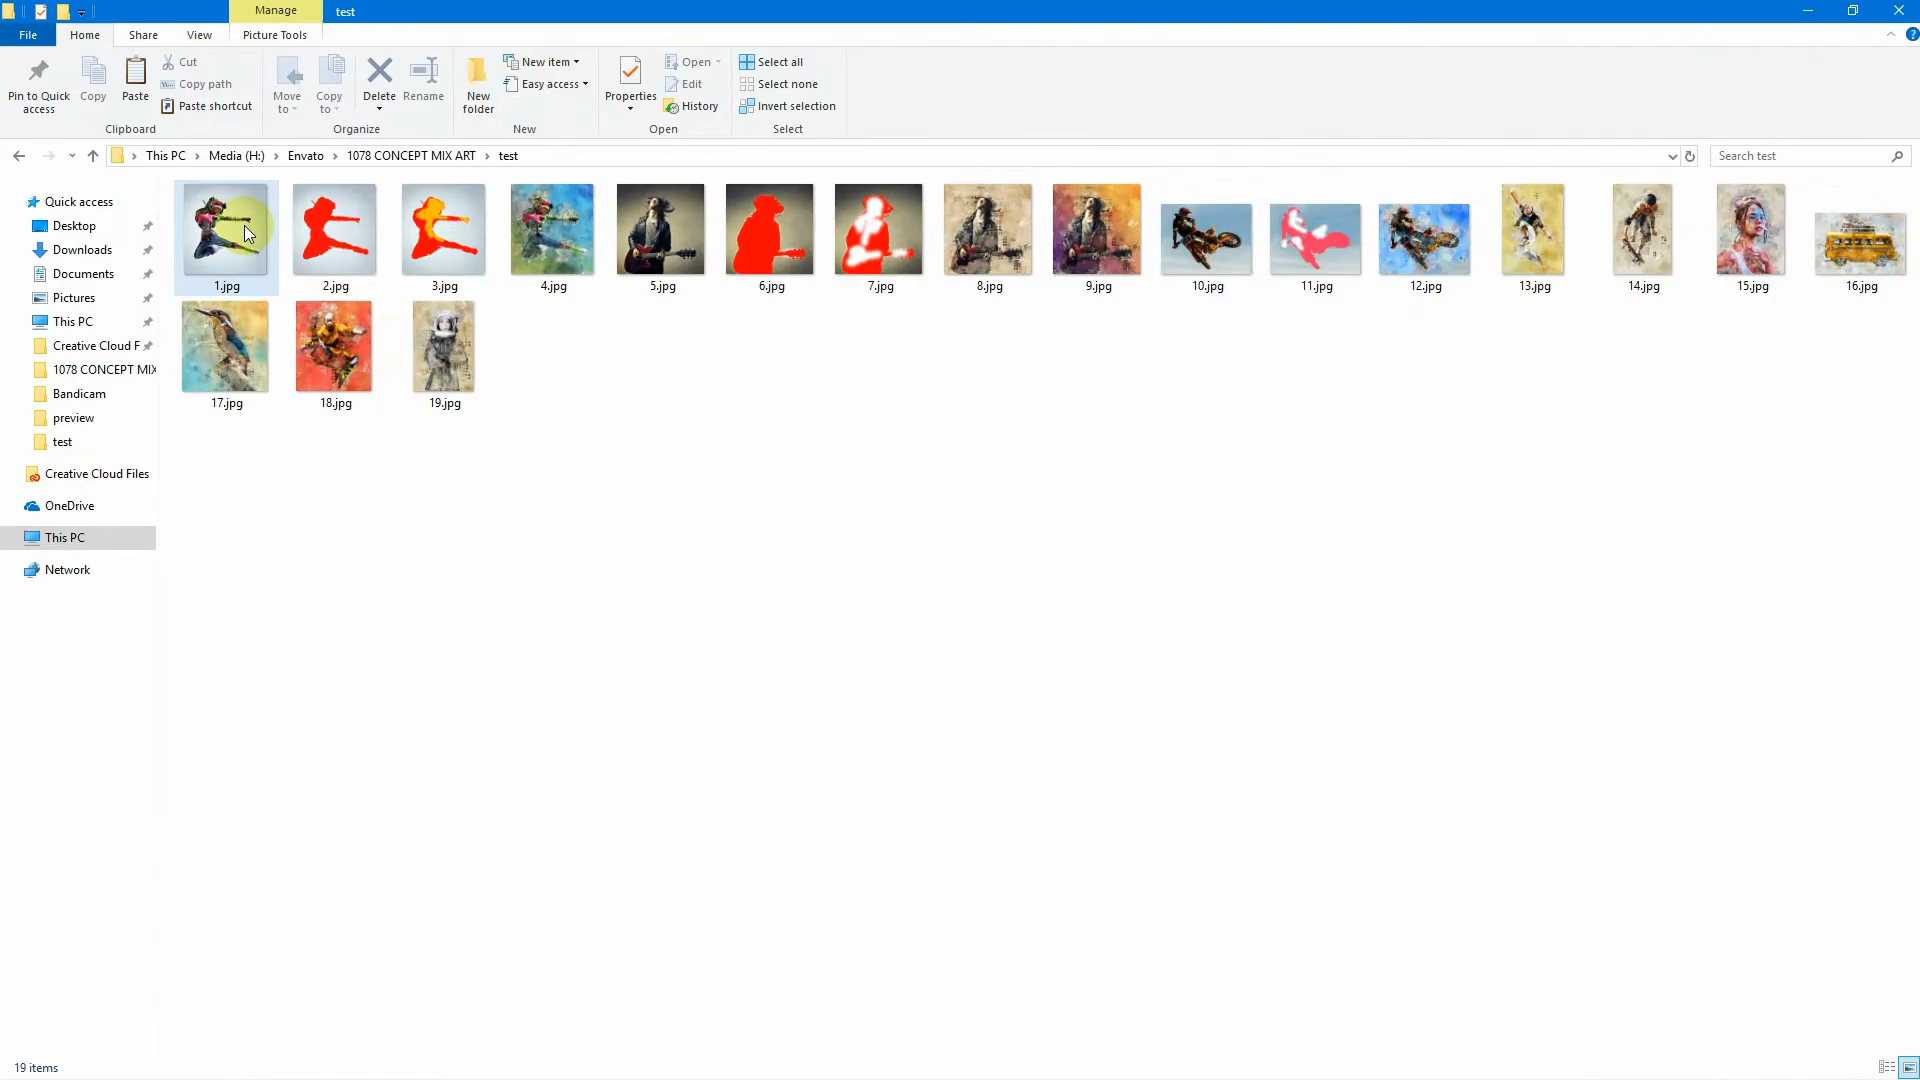 Manage
test
File
Home
Share
View
Picture Tools
Pin to Quick access
Copy
Paste
Cut
Copy path
Paste shortcut
Clipboard
Move to
Copy to
Delete
Rename
Organize
New folder
New item
Easy access
New
Properties
Open
Edit
History
Open
Select all
Select none
Invert selection
Select
This PC
Media (H:)
Envato
1078 CONCEPT MIX ART
test
Search test
Quick access
Desktop
Downloads
Documents
Pictures
This PC
Creative Cloud F
1078 CONCEPT MIX
Bandicam
preview
test
Creative Cloud Files
OneDrive
This PC
Network
1.jpg
2.jpg
3.jpg
4.jpg
5.jpg
6.jpg
7.jpg
8.jpg
9.jpg
10.jpg
11.jpg
12.jpg
13.jpg
14.jpg
15.jpg
16.jpg
17.jpg
18.jpg
19.jpg
19 items